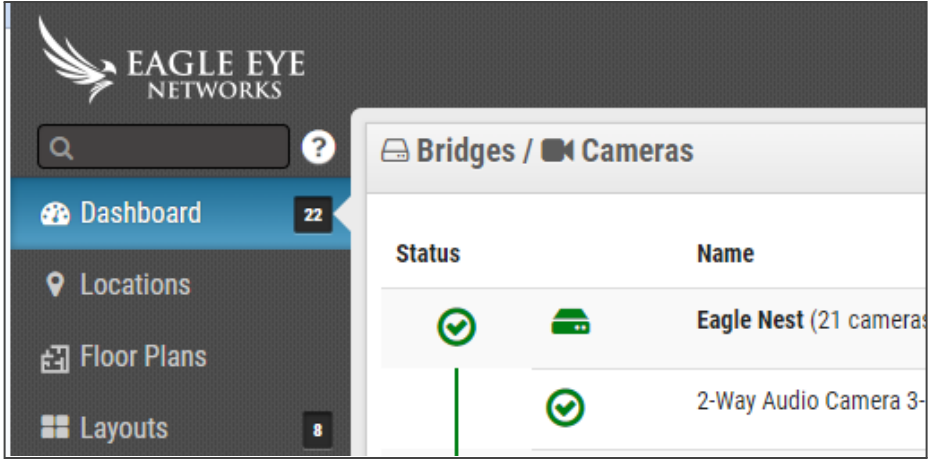 EAGLE EYE
NETWORKS
?
Bridges / Cameras
Dashboard 22
Status Name
Locations
Eagle Nest (21 cameras
Floor Plans
2-Way Audio Camera 3-
Layouts 8